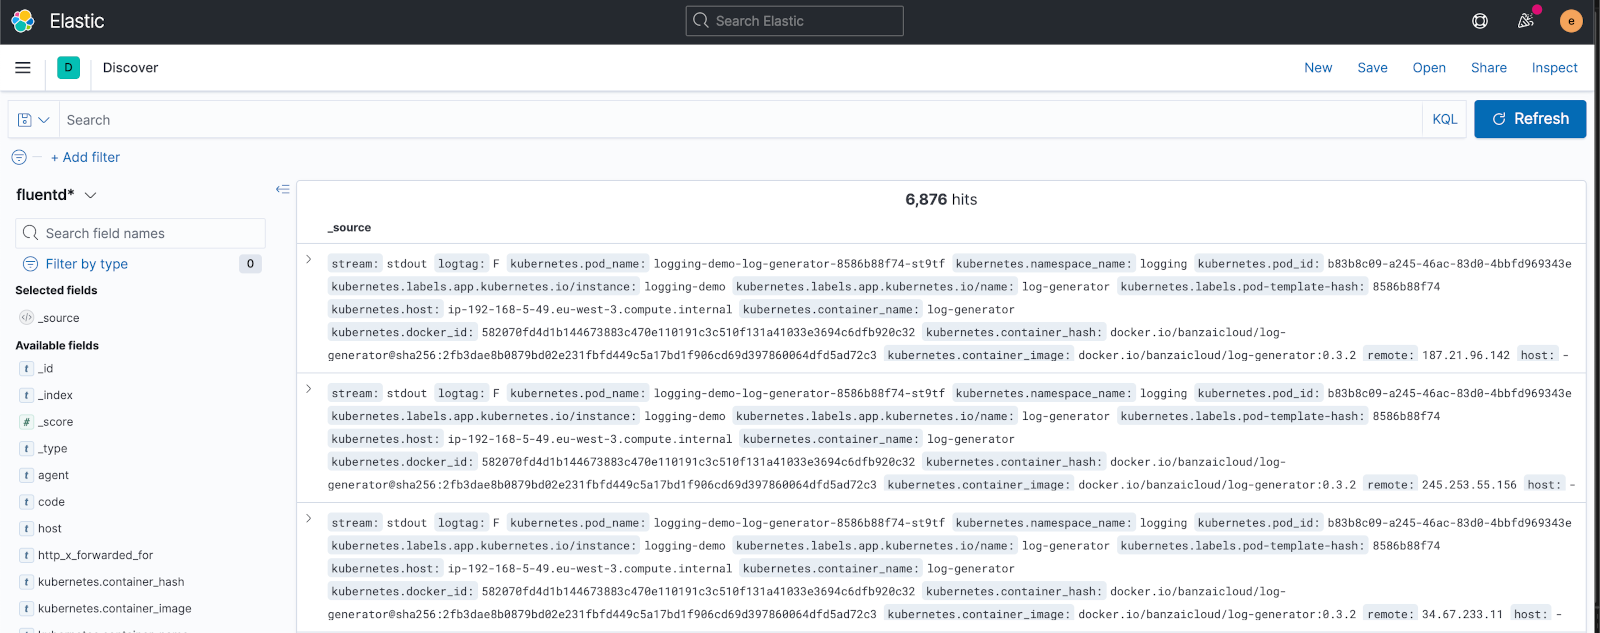 Elastic
Search Elastic
e
D
Discover
New Save Open Share Inspect
Search
KQL
Refresh
+ Add filter
fluentd*
Search field names
Filter by type 0
Selected fields
_source
Available fields
t _id
t _index
# _score
t _type
t agent
t code
t host
t http_x_forwarded_for
t kubernetes.container_hash
t kubernetes.container_image
6,876 hits
_source
stream: stdout logtag: F kubernetes.pod_name: logging-demo-log-generator-8586b88f74-st9tf kubernetes.namespace_name: logging kubernetes.pod_id: b83b8c09-a245-46ac-83d0-4bbfd969343e
kubernetes.labels.app.kubernetes.io/instance: logging-demo kubernetes.labels.app.kubernetes.io/name: log-generator kubernetes.labels.pod-template-hash: 8586b88f74
kubernetes.host: ip-192-168-5-49.eu-west-3.compute.internal kubernetes.container_name: log-generator
kubernetes.docker_id: 582070fd4d1b144673883c470e110191c3c510f131a41033e3694c6dfb920c32 kubernetes.container_hash: docker.io/banzaicloud/log-
generator@sha256:2fb3dae8b0879bd02e231fbfd449c5a17bd1f906cd69d397860064dfd5ad72c3 kubernetes.container_image: docker.io/banzaicloud/log-generator:0.3.2 remote: 187.21.96.142 host: -
stream: stdout logtag: F kubernetes.pod_name: logging-demo-log-generator-8586b88f74-st9tf kubernetes.namespace_name: logging kubernetes.pod_id: b83b8c09-a245-46ac-83d0-4bbfd969343e
kubernetes.labels.app.kubernetes.io/instance: logging-demo kubernetes.labels.app.kubernetes.io/name: log-generator kubernetes.labels.pod-template-hash: 8586b88f74
kubernetes.host: ip-192-168-5-49.eu-west-3.compute.internal kubernetes.container_name: log-generator
kubernetes.docker_id: 582070fd4d1b144673883c470e110191c3c510f131a41033e3694c6dfb920c32 kubernetes.container_hash: docker.io/banzaicloud/log-
generator@sha256:2fb3dae8b0879bd02e231fbfd449c5a17bd1f906cd69d397860064dfd5ad72c3 kubernetes.container_image: docker.io/banzaicloud/log-generator:0.3.2 remote: 245.253.55.156 host: -
stream: stdout logtag: F kubernetes.pod_name: logging-demo-log-generator-8586b88f74-st9tf kubernetes.namespace_name: logging kubernetes.pod_id: b83b8c09-a245-46ac-83d0-4bbfd969343e
kubernetes.labels.app.kubernetes.io/instance: logging-demo kubernetes.labels.app.kubernetes.io/name: log-generator kubernetes.labels.pod-template-hash: 8586b88f74
kubernetes.host: ip-192-168-5-49.eu-west-3.compute.internal kubernetes.container_name: log-generator
kubernetes.docker_id: 582070fd4d1b144673883c470e110191c3c510f131a41033e3694c6dfb920c32 kubernetes.container_hash: docker.io/banzaicloud/log-
generator@sha256:2fb3dae8b0879bd02e231fbfd449c5a17bd1f906cd69d397860064dfd5ad72c3 kubernetes.container_image: docker.io/banzaicloud/log-generator:0.3.2 remote: 34.67.233.11 host: -